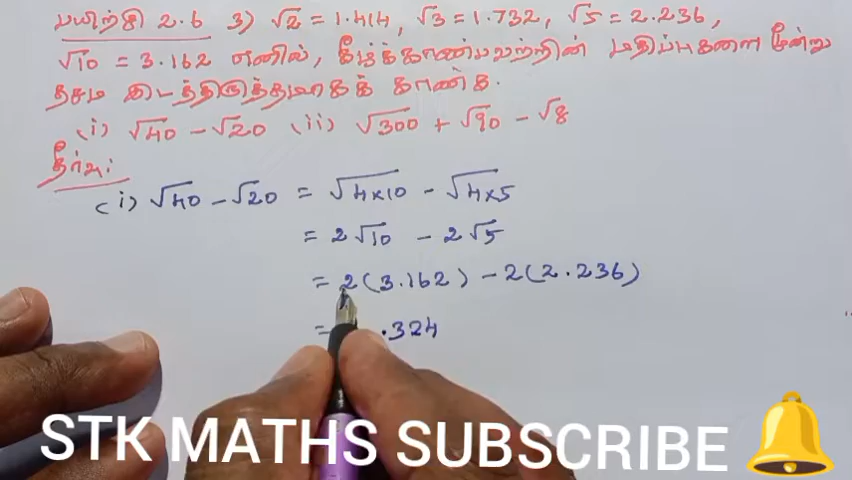 பயிற்சி 2.6 3) √2 = 1.414, √3 = 1.732, √5 = 2.236,
√10 = 3.162 எனில், கீழ்க்காண்பவற்றின் மதிப்புகளை மூன்று
தசம இடத்திருத்தமாகக் காண்க.
(i) √40 - √20 (ii) √300 + √90 - √8
தீர்வு:
(i) √40 - √20 = √4×10 - √4×5
= 2√10 - 2√5
= 2(3.162) - 2(2.236)
= .324
STK MATHS SUBSCRIBE